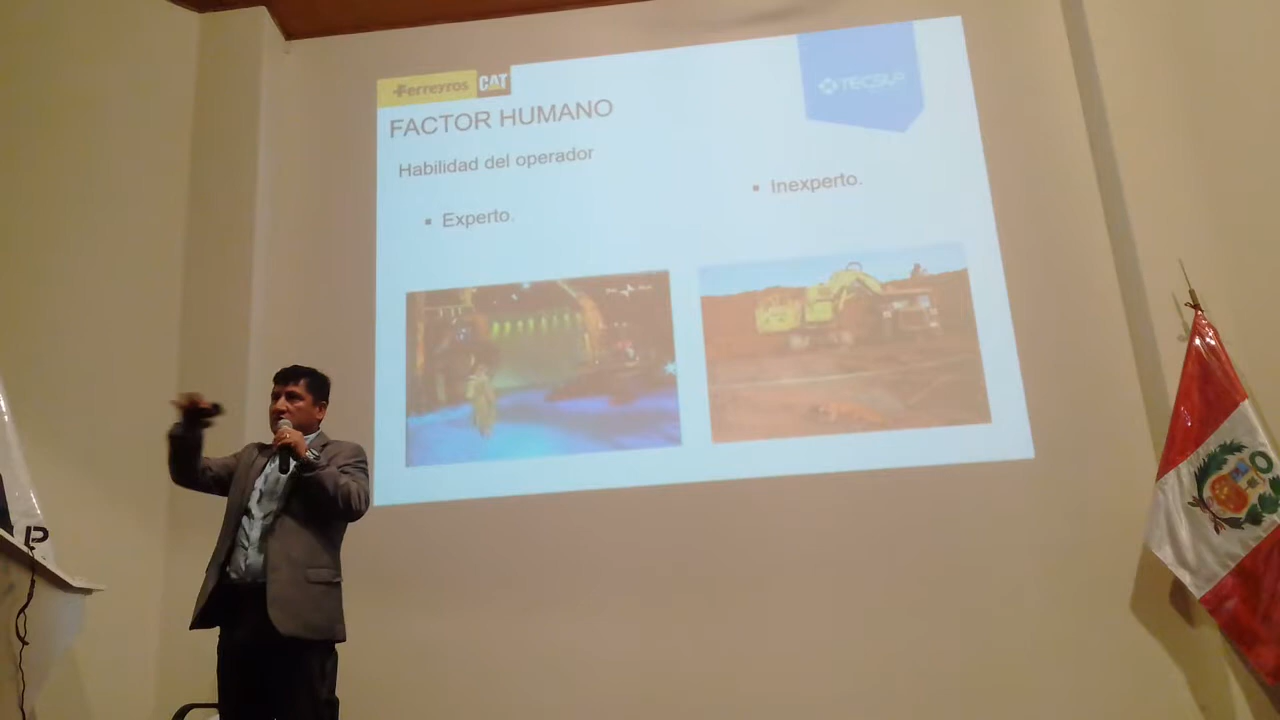 Ferreyros CAT
TECSUP
FACTOR HUMANO
Habilidad del operador
▪ Experto.
▪ Inexperto.